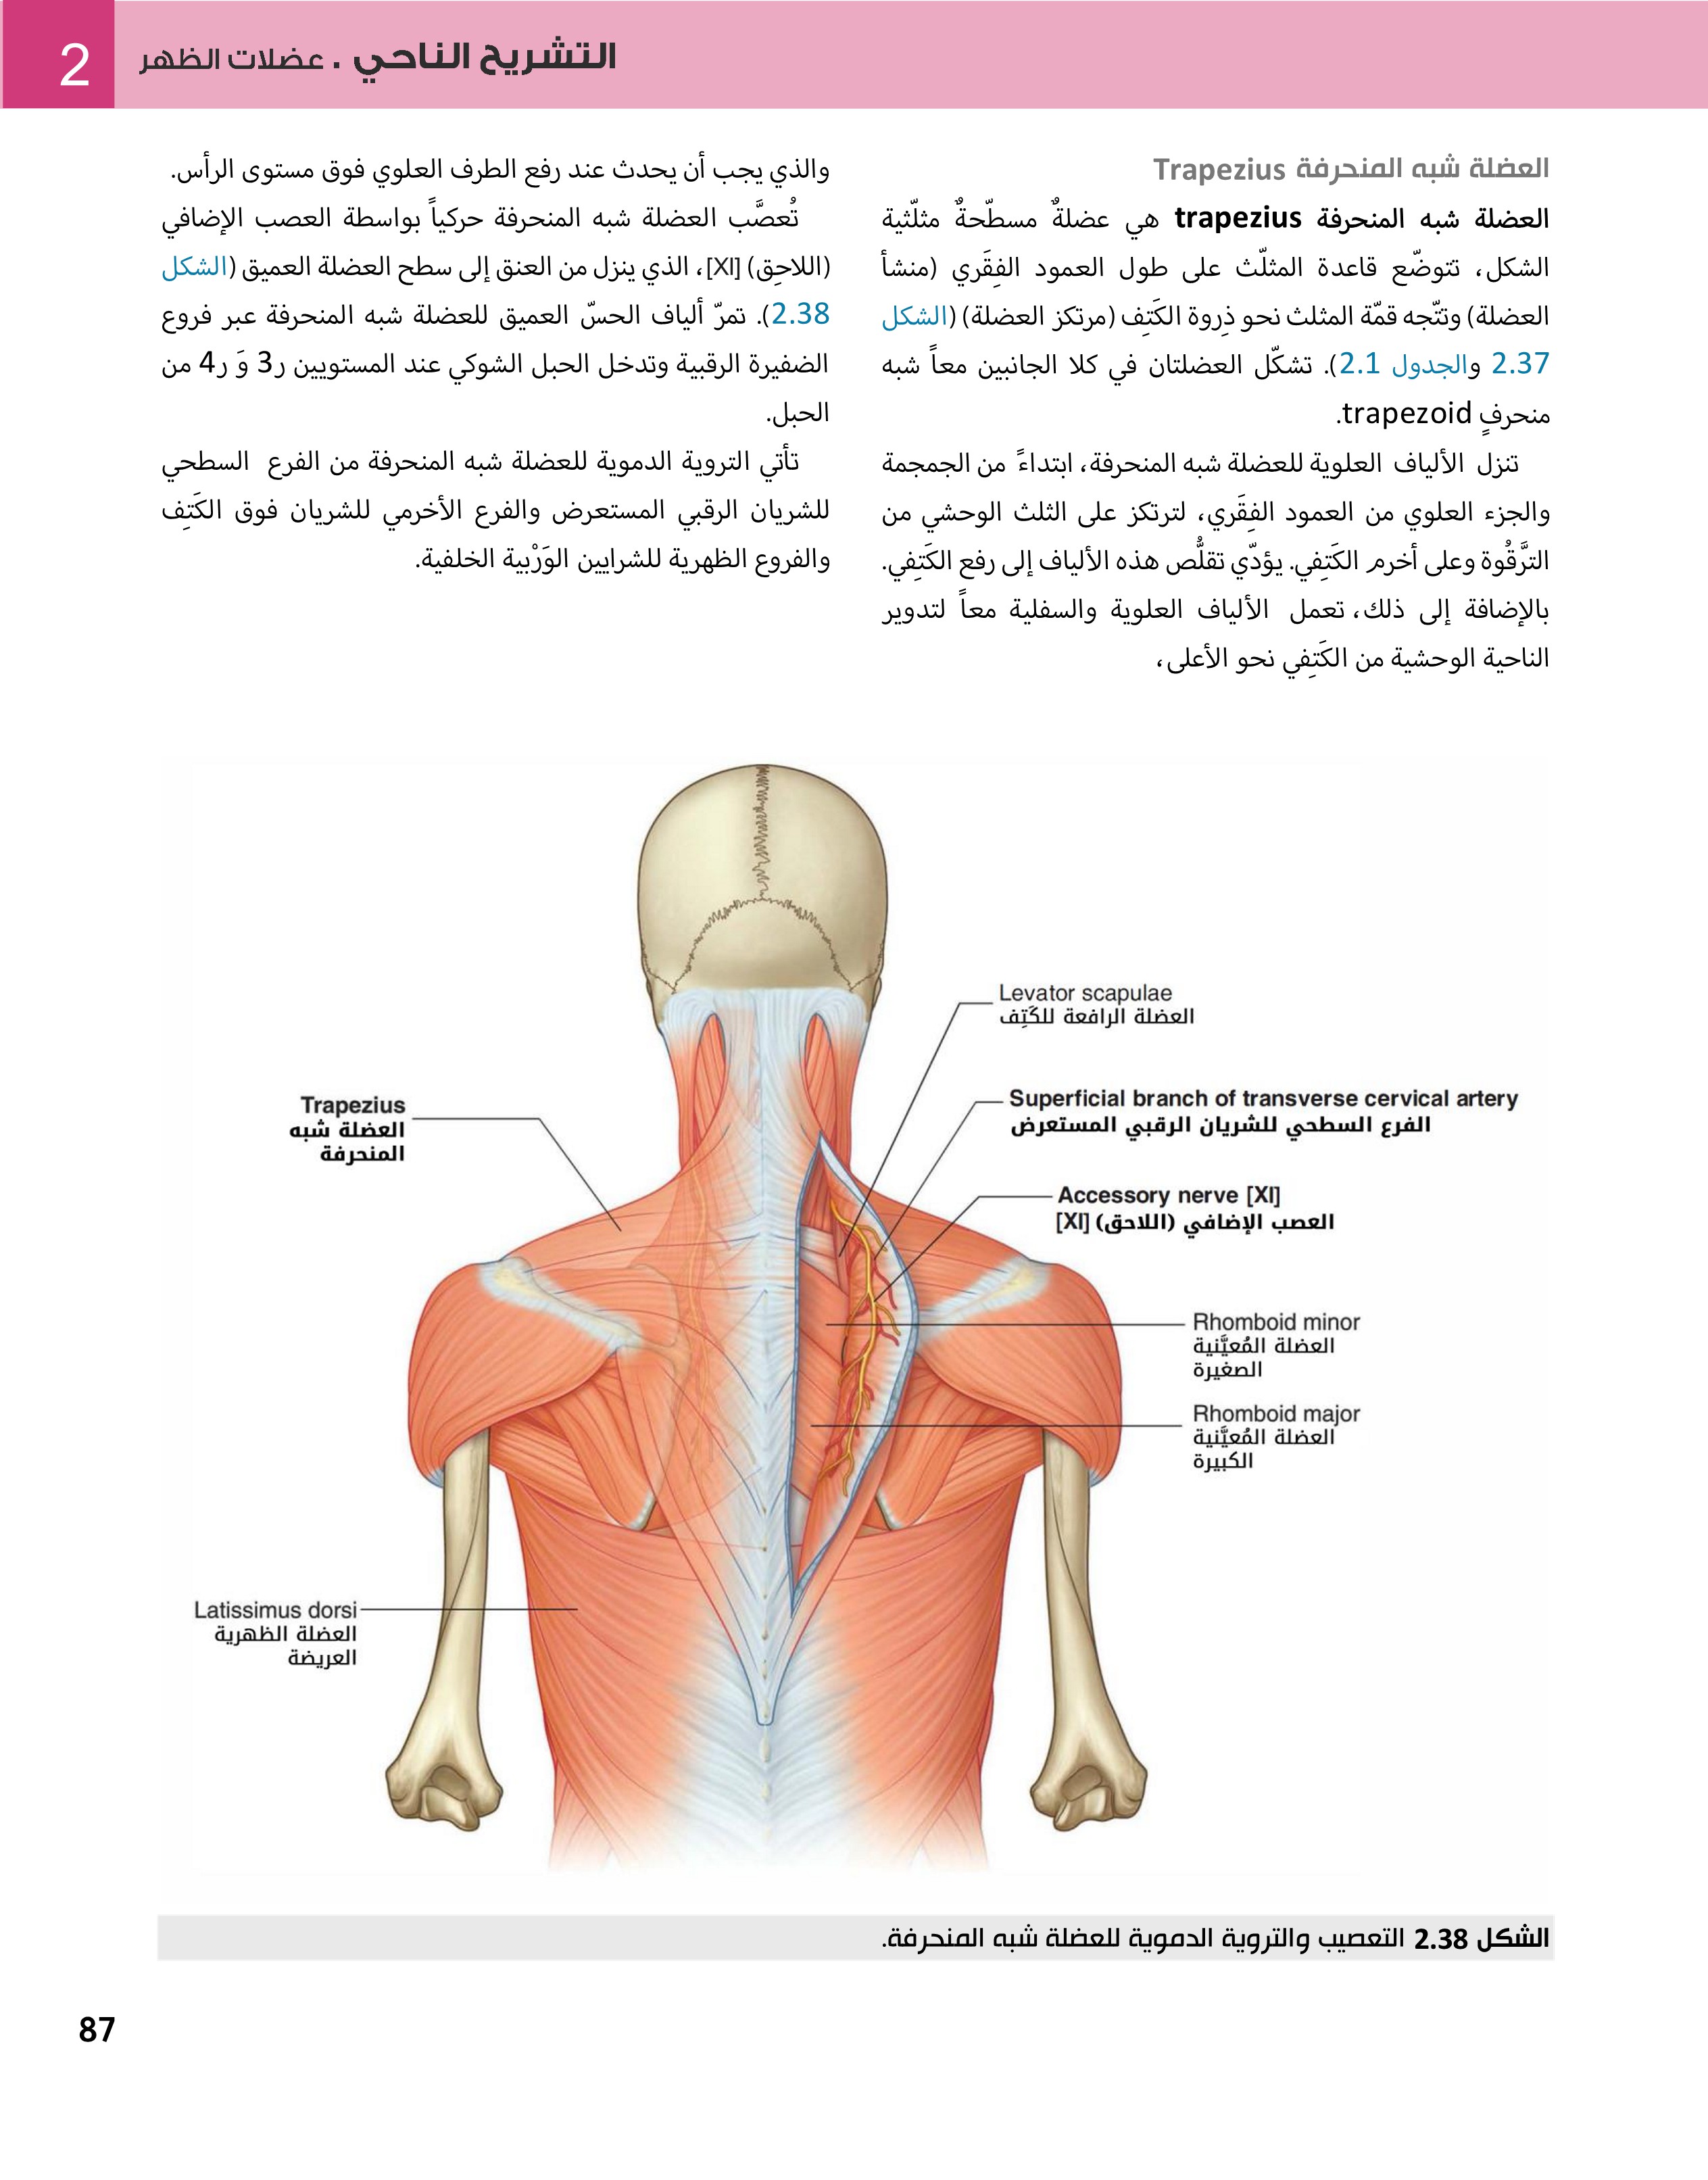 2
التشريح الناحي . عضلات الظهر
العضلة شبه المنحرفة Trapezius
العضلة شبه المنحرفة trapezius هي عضلةٌ مسطّحةٌ مثلّثية
الشكل، تتوضّع قاعدة المثلّث على طول العمود الفِقَري (منشأ
العضلة) وتتّجه قمّة المثلث نحو ذِروة الكَتِف (مرتكز العضلة) (الشكل
2.37 والجدول 2.1). تشكّل العضلتان في كلا الجانبين معاً شبه
منحرفٍ trapezoid.
تنزل الألياف العلوية للعضلة شبه المنحرفة، ابتداءً من الجمجمة
والجزء العلوي من العمود الفِقَري، لترتكز على الثلث الوحشي من
التَّرقُوة وعلى أخرم الكَتِفي. يؤدّي تقلُّص هذه الألياف إلى رفع الكَتِفي.
بالإضافة إلى ذلك، تعمل الألياف العلوية والسفلية معاً لتدوير
الناحية الوحشية من الكَتِفي نحو الأعلى،
والذي يجب أن يحدث عند رفع الطرف العلوي فوق مستوى الرأس.
تُعصَّب العضلة شبه المنحرفة حركياً بواسطة العصب الإضافي
(اللاحِق) [XI]، الذي ينزل من العنق إلى سطح العضلة العميق (الشكل
2.38). تمرّ ألياف الحسّ العميق للعضلة شبه المنحرفة عبر فروع
الضفيرة الرقبية وتدخل الحبل الشوكي عند المستويين ر3 وَ ر4 من
الحبل.
تأتي التروية الدموية للعضلة شبه المنحرفة من الفرع السطحي
للشريان الرقبي المستعرض والفرع الأخرمي للشريان فوق الكَتِف
والفروع الظهرية للشرايين الوَرْبية الخلفية.
Levator scapulae
العضلة الرافعة للكَتِف
Superficial branch of transverse cervical artery
الفرع السطحي للشريان الرقبي المستعرض
Trapezius
العضلة شبه
المنحرفة
Accessory nerve [XI]
العصب الإضافي (اللاحق) [XI]
Rhomboid minor
العضلة المُعيَّنية
الصغيرة
Rhomboid major
العضلة المُعيَّنية
الكبيرة
Latissimus dorsi
العضلة الظهرية
العريضة
الشكل 2.38 التعصيب والتروية الدموية للعضلة شبه المنحرفة.
87